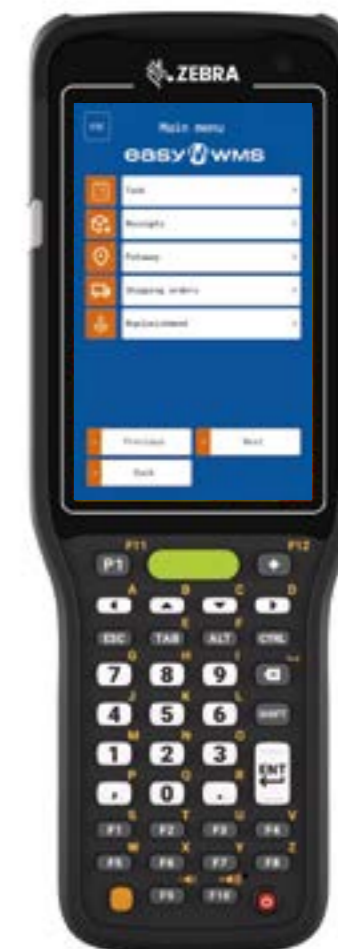 ZEBRA
ESC Main menu
easy WMS
Task
Receipts
Putaway
Shipping orders
Replenishment
Previous Next
Back
F11 F12
P1
A B C D
E F
ESC TAB ALT CTRL
G H I
7 8 9
J K L
4 5 6 SHIFT
M N O
1 2 3 ENT
P Q R
, 0 .
S T U V
F1 F2 F3 F4
W X Y Z
F5 F6 F7 F8
F9 F10